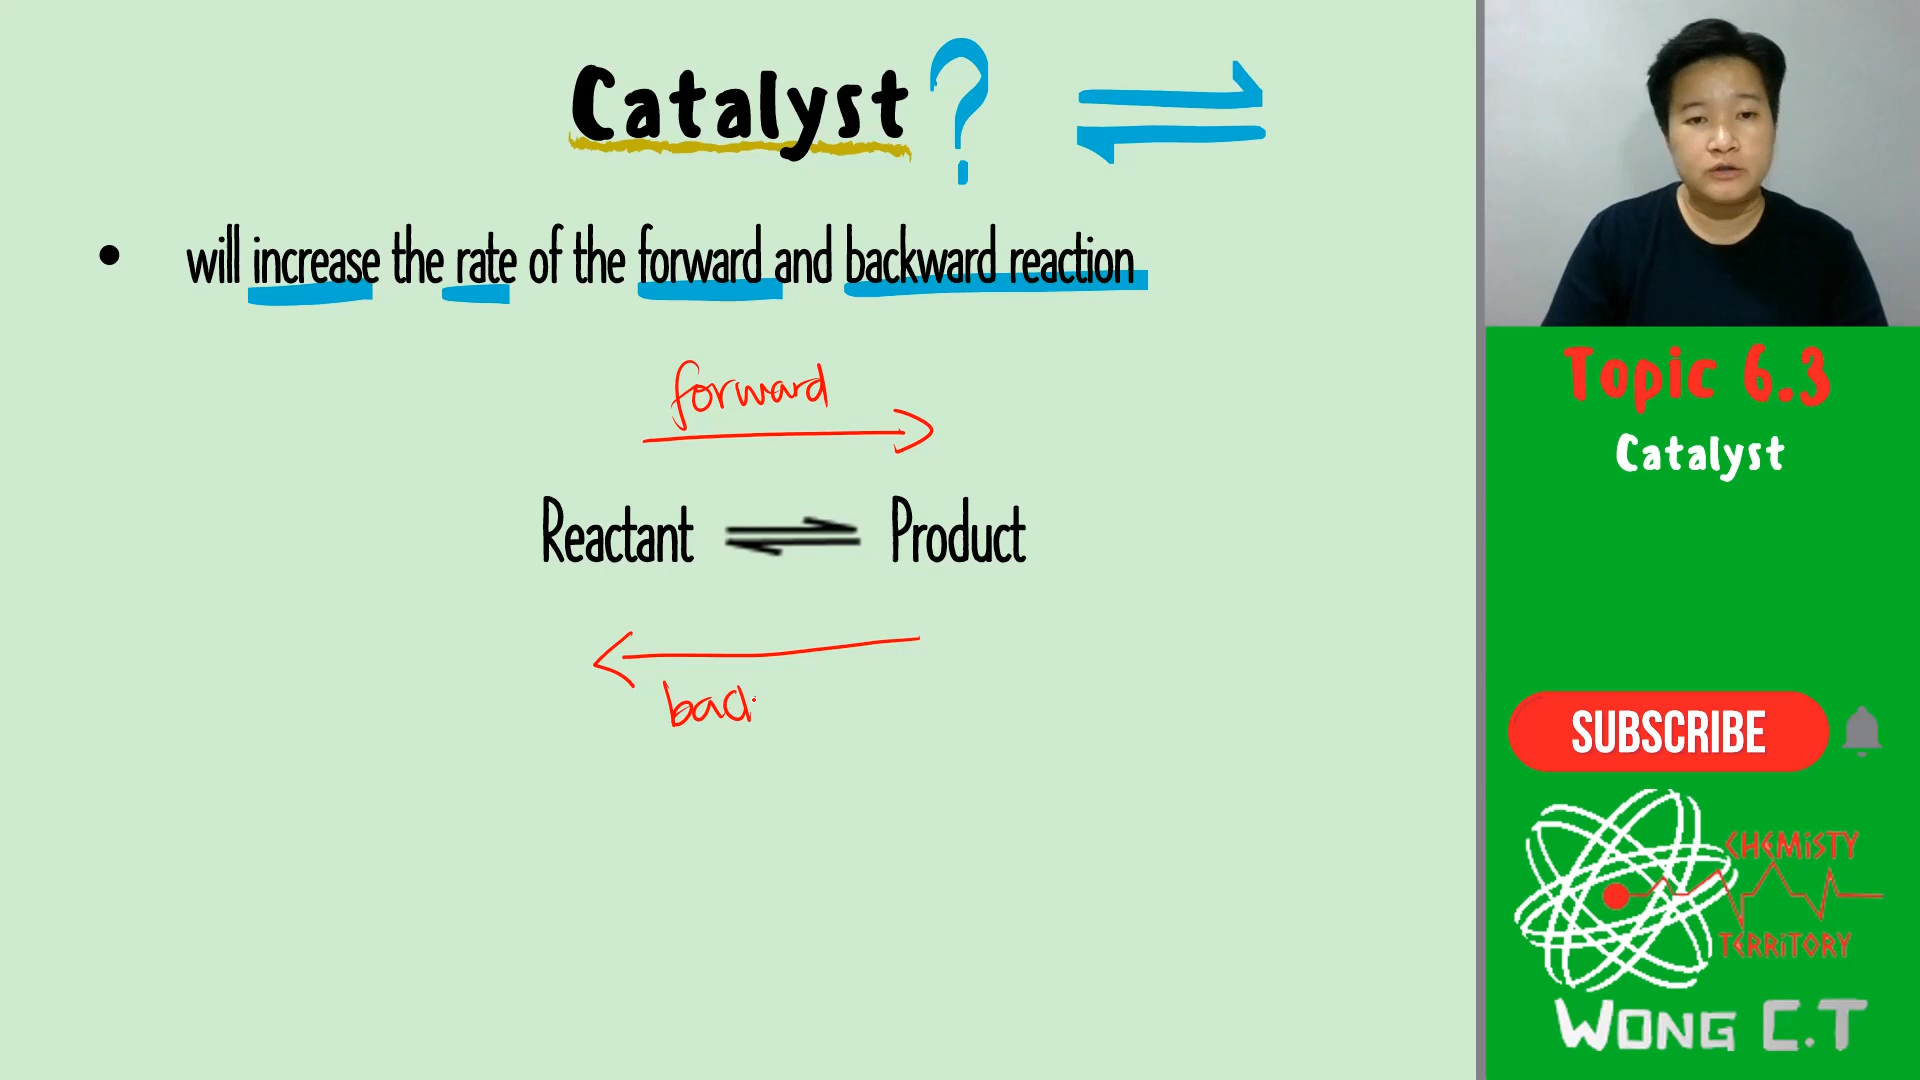 Catalyst?
• will increase the rate of the forward and backward reaction
forward
Reactant ⇌ Product
bac
Topic 6.3
Catalyst
SUBSCRIBE
CHEMiSTY
TERRiTORY
WONG C.T